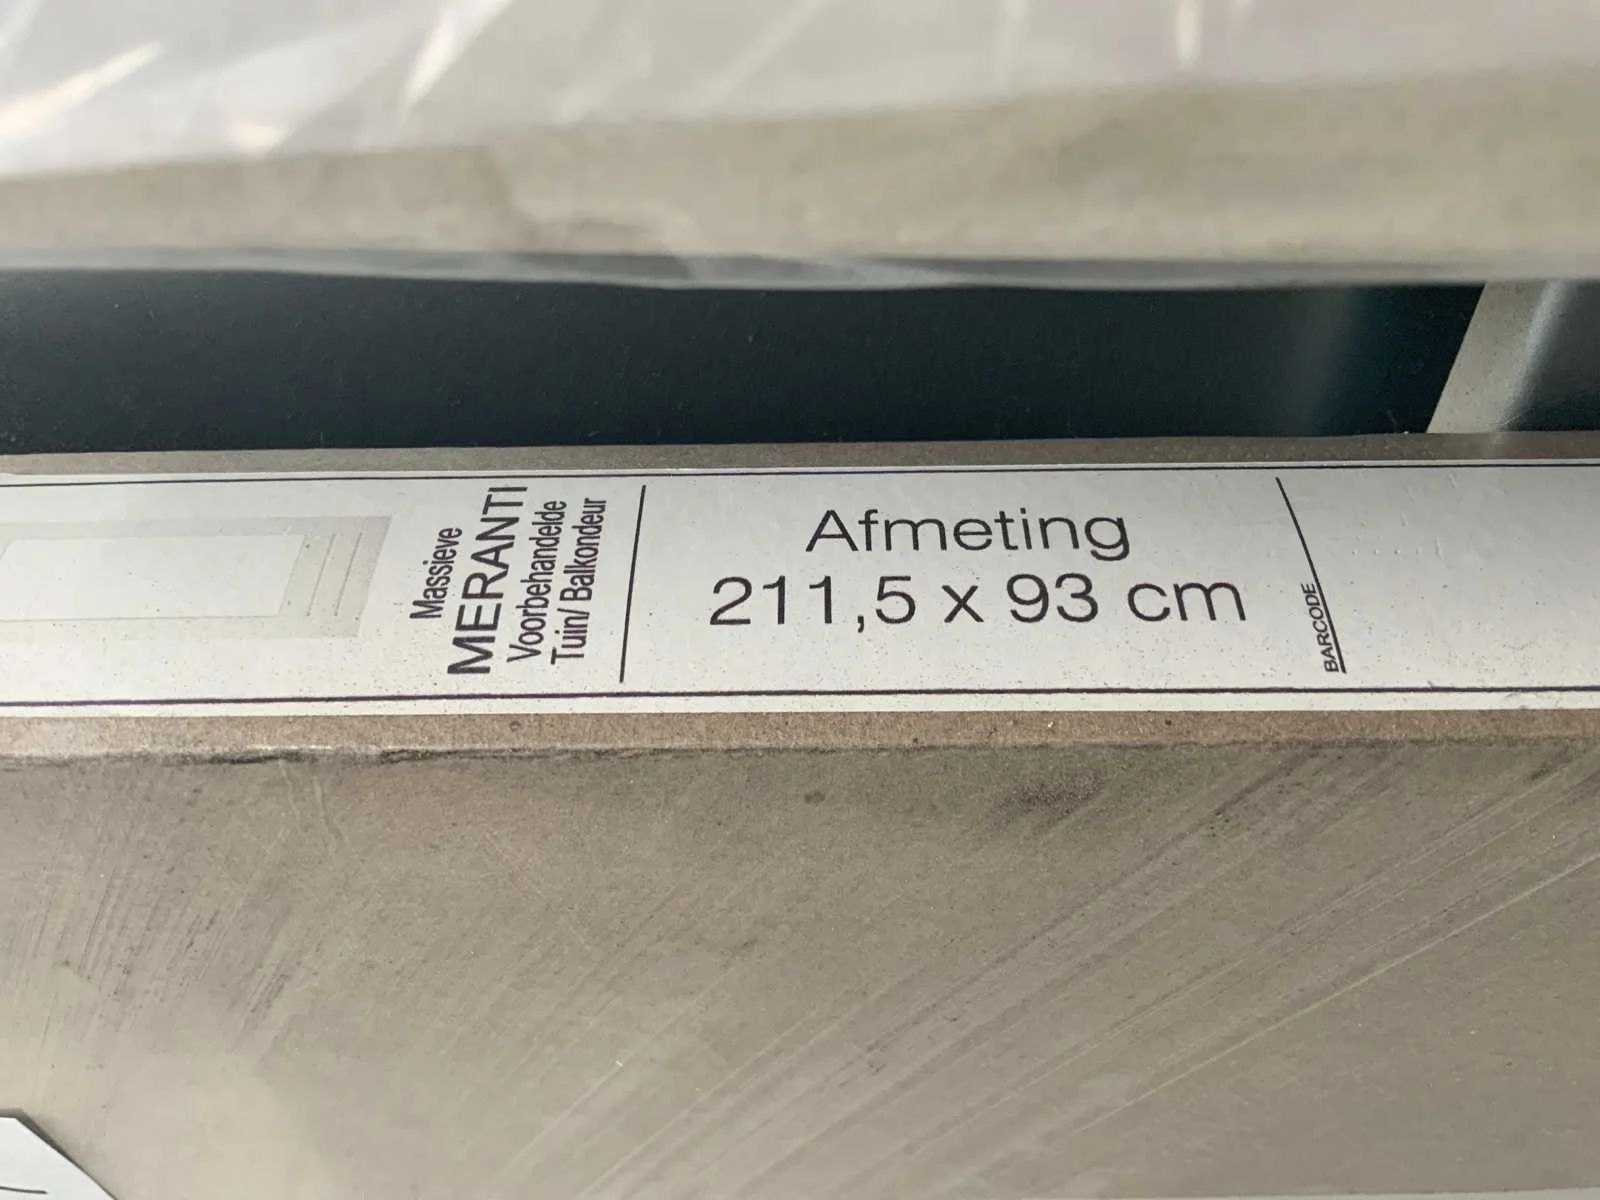 Massieve
MERANTI
Voorbehandelde
Tuin/ Balkondeur
Afmeting
211,5 x 93 cm
BARCODE